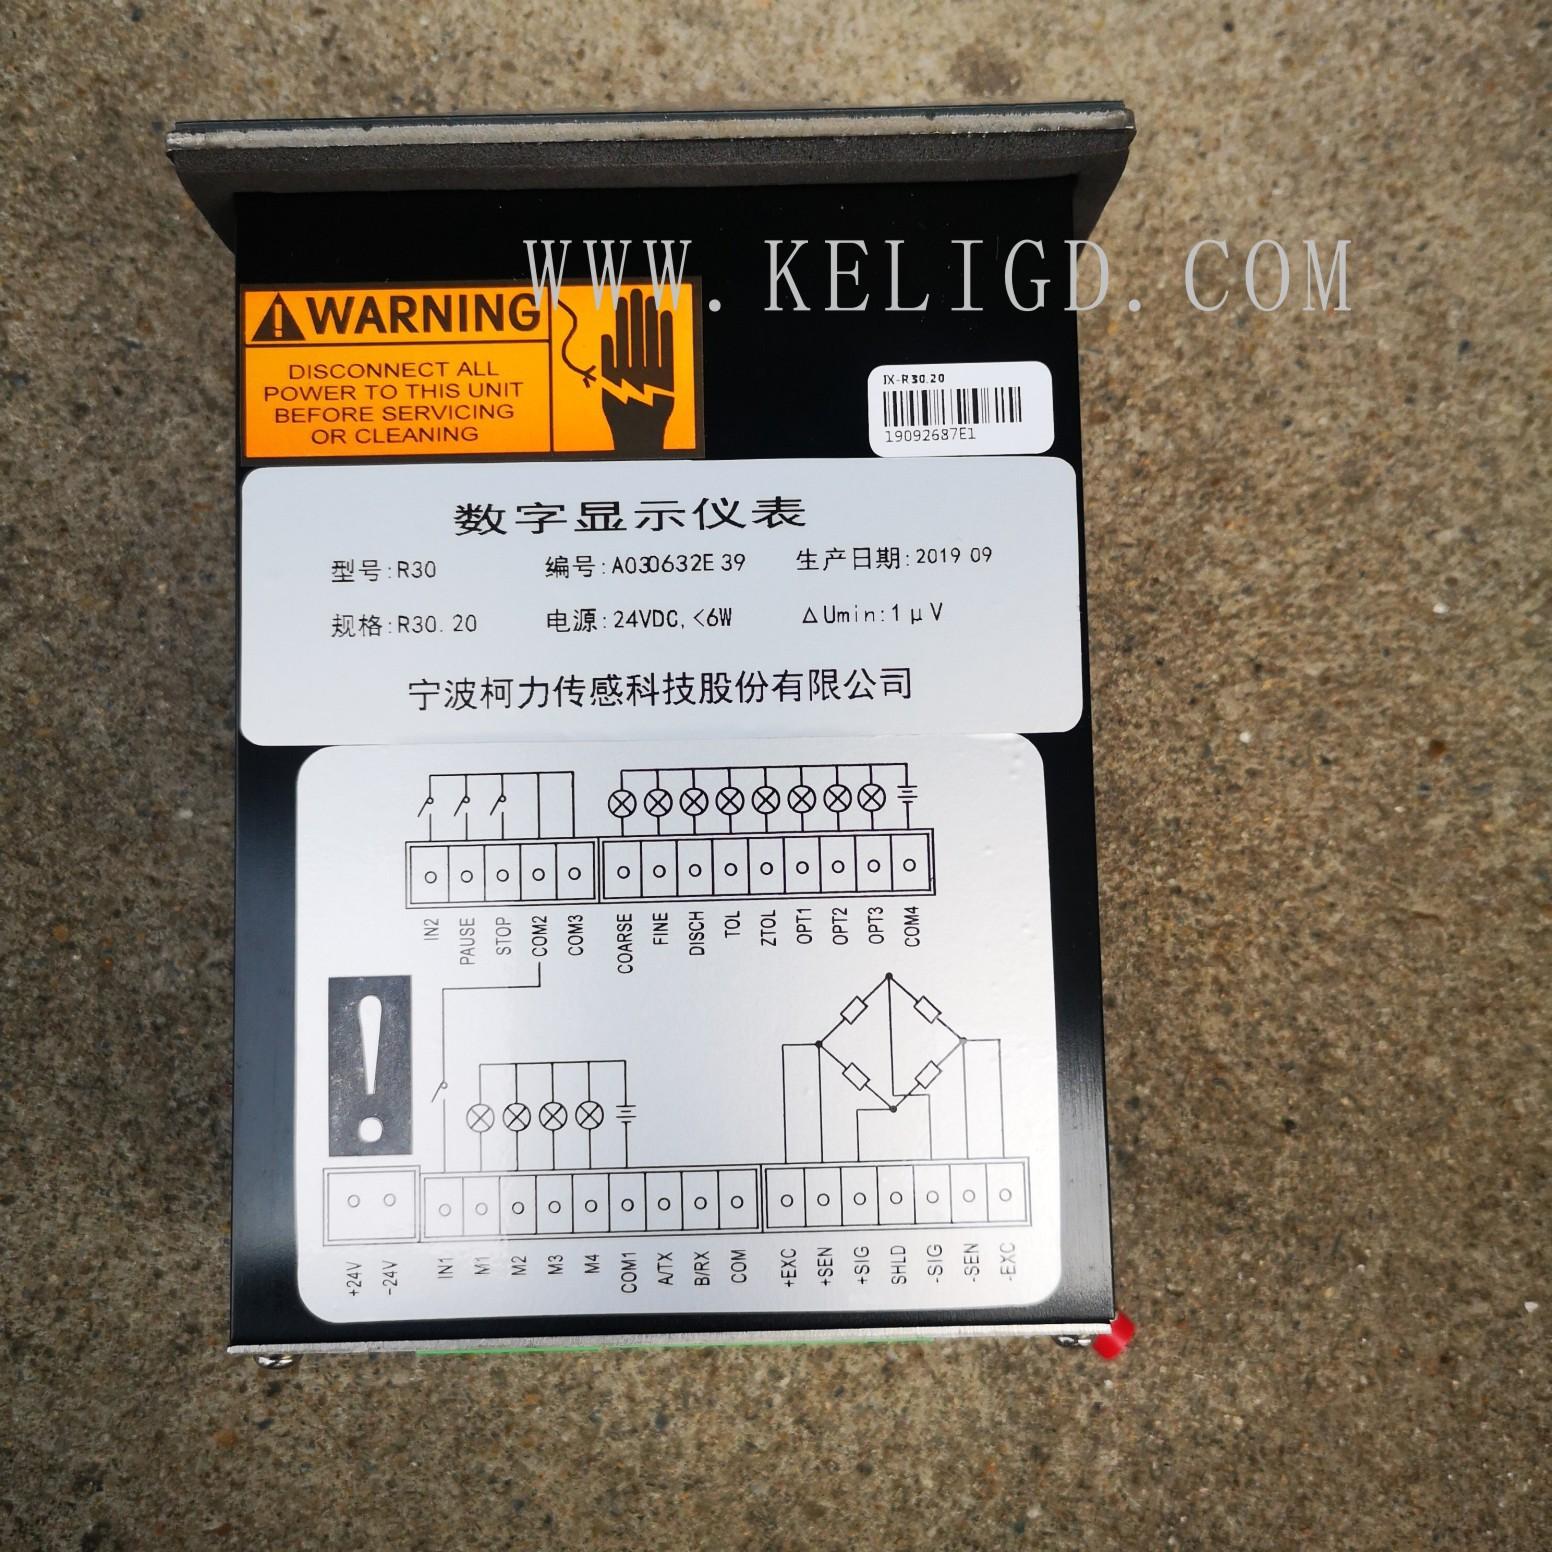 WWW.KELIGD.COM
WARNING
DISCONNECT ALL
POWER TO THIS UNIT
BEFORE SERVICING
OR CLEANING
JX-R30.20
19092687E1
数字显示仪表
型号:R30 编号:A030632E39 生产日期:2019 09
规格:R30.20 电源:24VDC,<6W ΔUmin:1μV
宁波柯力传感科技股份有限公司
IN2 PAUSE STOP COM2 COM3 COARSE FINE DISCH TOL ZTOL OPT1 OPT2 OPT3 COM4
+24V -24V IN1 M1 M2 M3 M4 COM1 A/TX B/RX COM +EXC +SEN +SIG SHLD -SIG -SEN -EXC